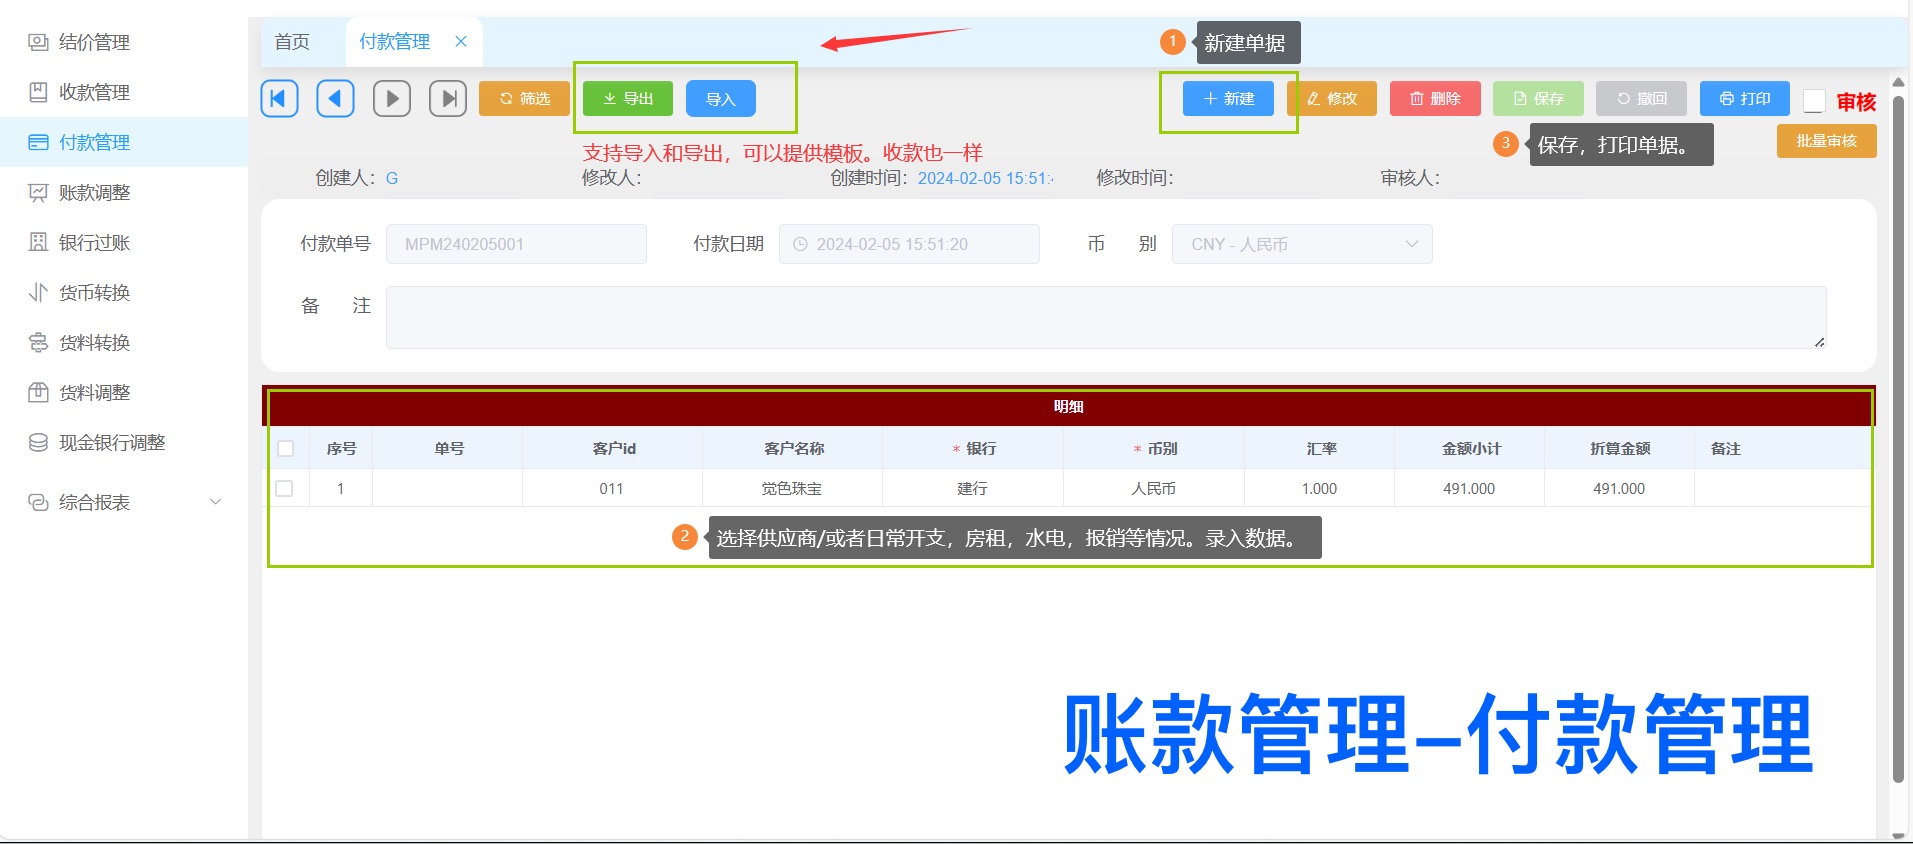 结价管理
收款管理
付款管理
账款调整
银行过账
货币转换
货料转换
货料调整
现金银行调整
综合报表
首页 付款管理
1 新建单据
筛选 导出 导入 新建 修改 删除 保存 撤回 打印 审核
支持导入和导出，可以提供模板。收款也一样
3 保存，打印单据。
批量审核
创建人： G 修改人： 创建时间： 2024-02-05 15:51: 修改时间： 审核人：
付款单号 MPM240205001 付款日期 2024-02-05 15:51:20 币 别 CNY - 人民币
备 注
明细
序号 单号 客户id 客户名称 * 银行 * 币别 汇率 金额小计 折算金额 备注
1 011 觉色珠宝 建行 人民币 1.000 491.000 491.000
2 选择供应商/或者日常开支，房租，水电，报销等情况。录入数据。
账款管理–付款管理